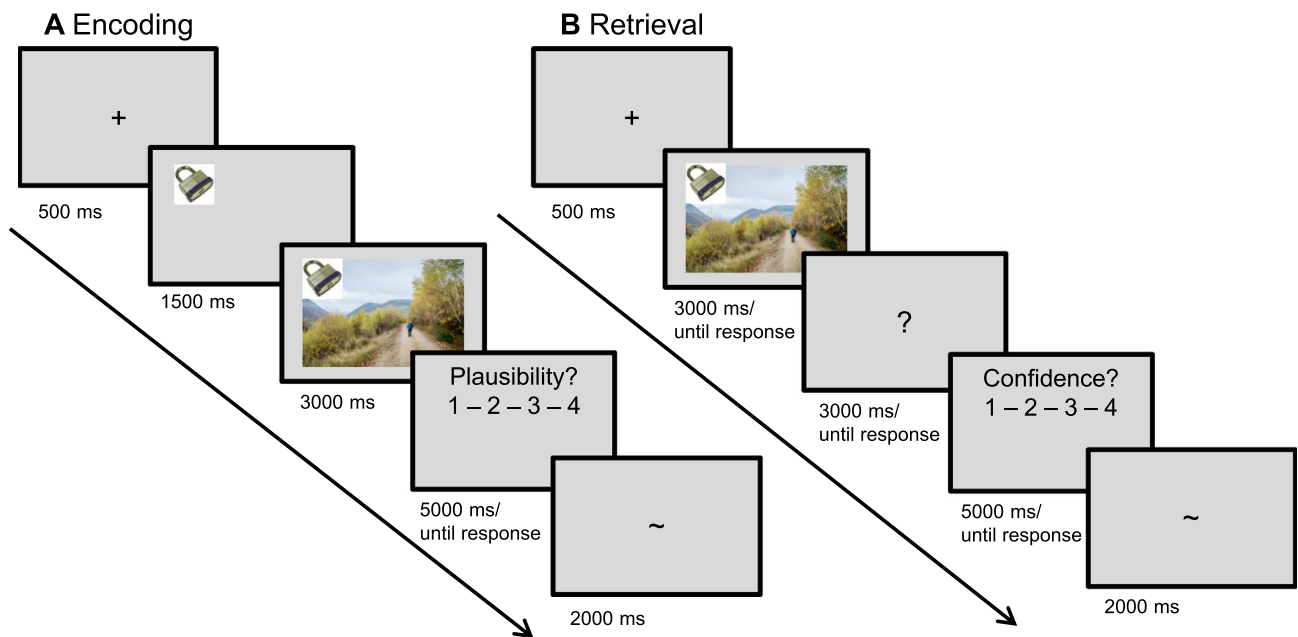 A Encoding
+
500 ms
1500 ms
3000 ms
Plausibility?
1 – 2 – 3 – 4
5000 ms/
until response
~
2000 ms
B Retrieval
+
500 ms
3000 ms/
until response
?
3000 ms/
until response
Confidence?
1 – 2 – 3 – 4
5000 ms/
until response
~
2000 ms